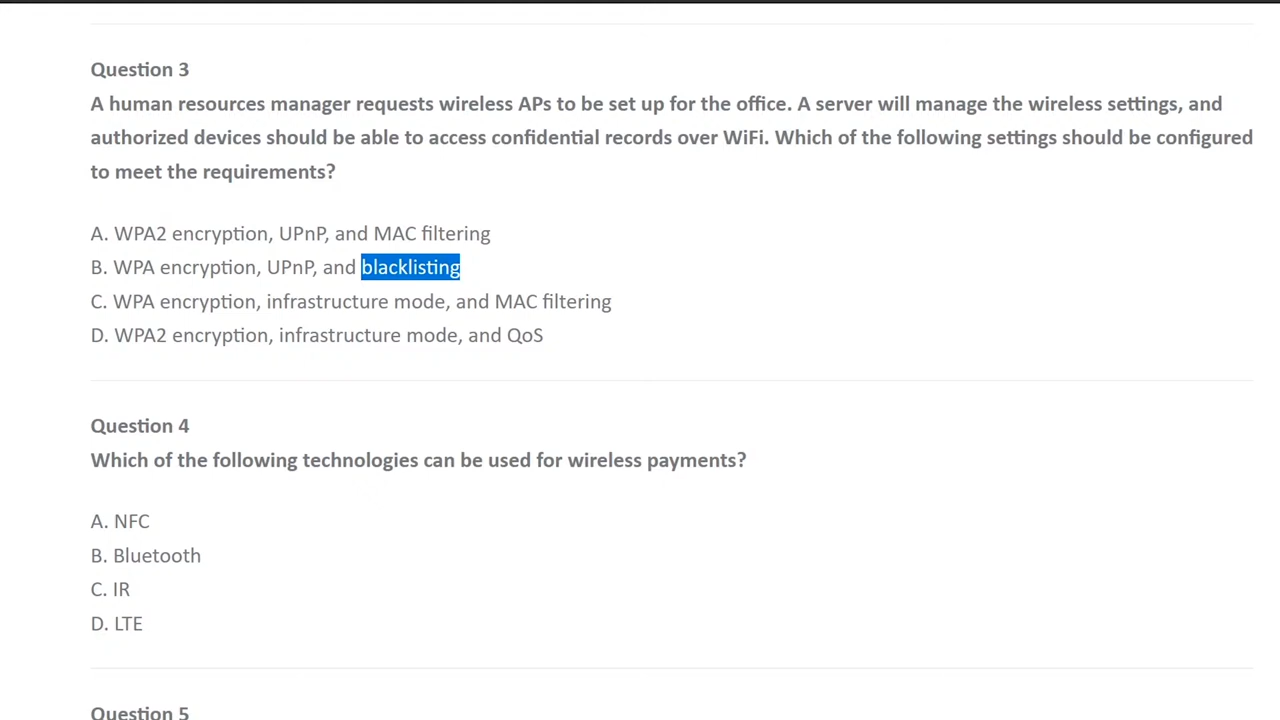 Question 3
A human resources manager requests wireless APs to be set up for the office. A server will manage the wireless settings, and
authorized devices should be able to access confidential records over WiFi. Which of the following settings should be configured
to meet the requirements?
A. WPA2 encryption, UPnP, and MAC filtering
B. WPA encryption, UPnP, and blacklisting
C. WPA encryption, infrastructure mode, and MAC filtering
D. WPA2 encryption, infrastructure mode, and QoS
Question 4
Which of the following technologies can be used for wireless payments?
A. NFC
B. Bluetooth
C. IR
D. LTE
Question 5